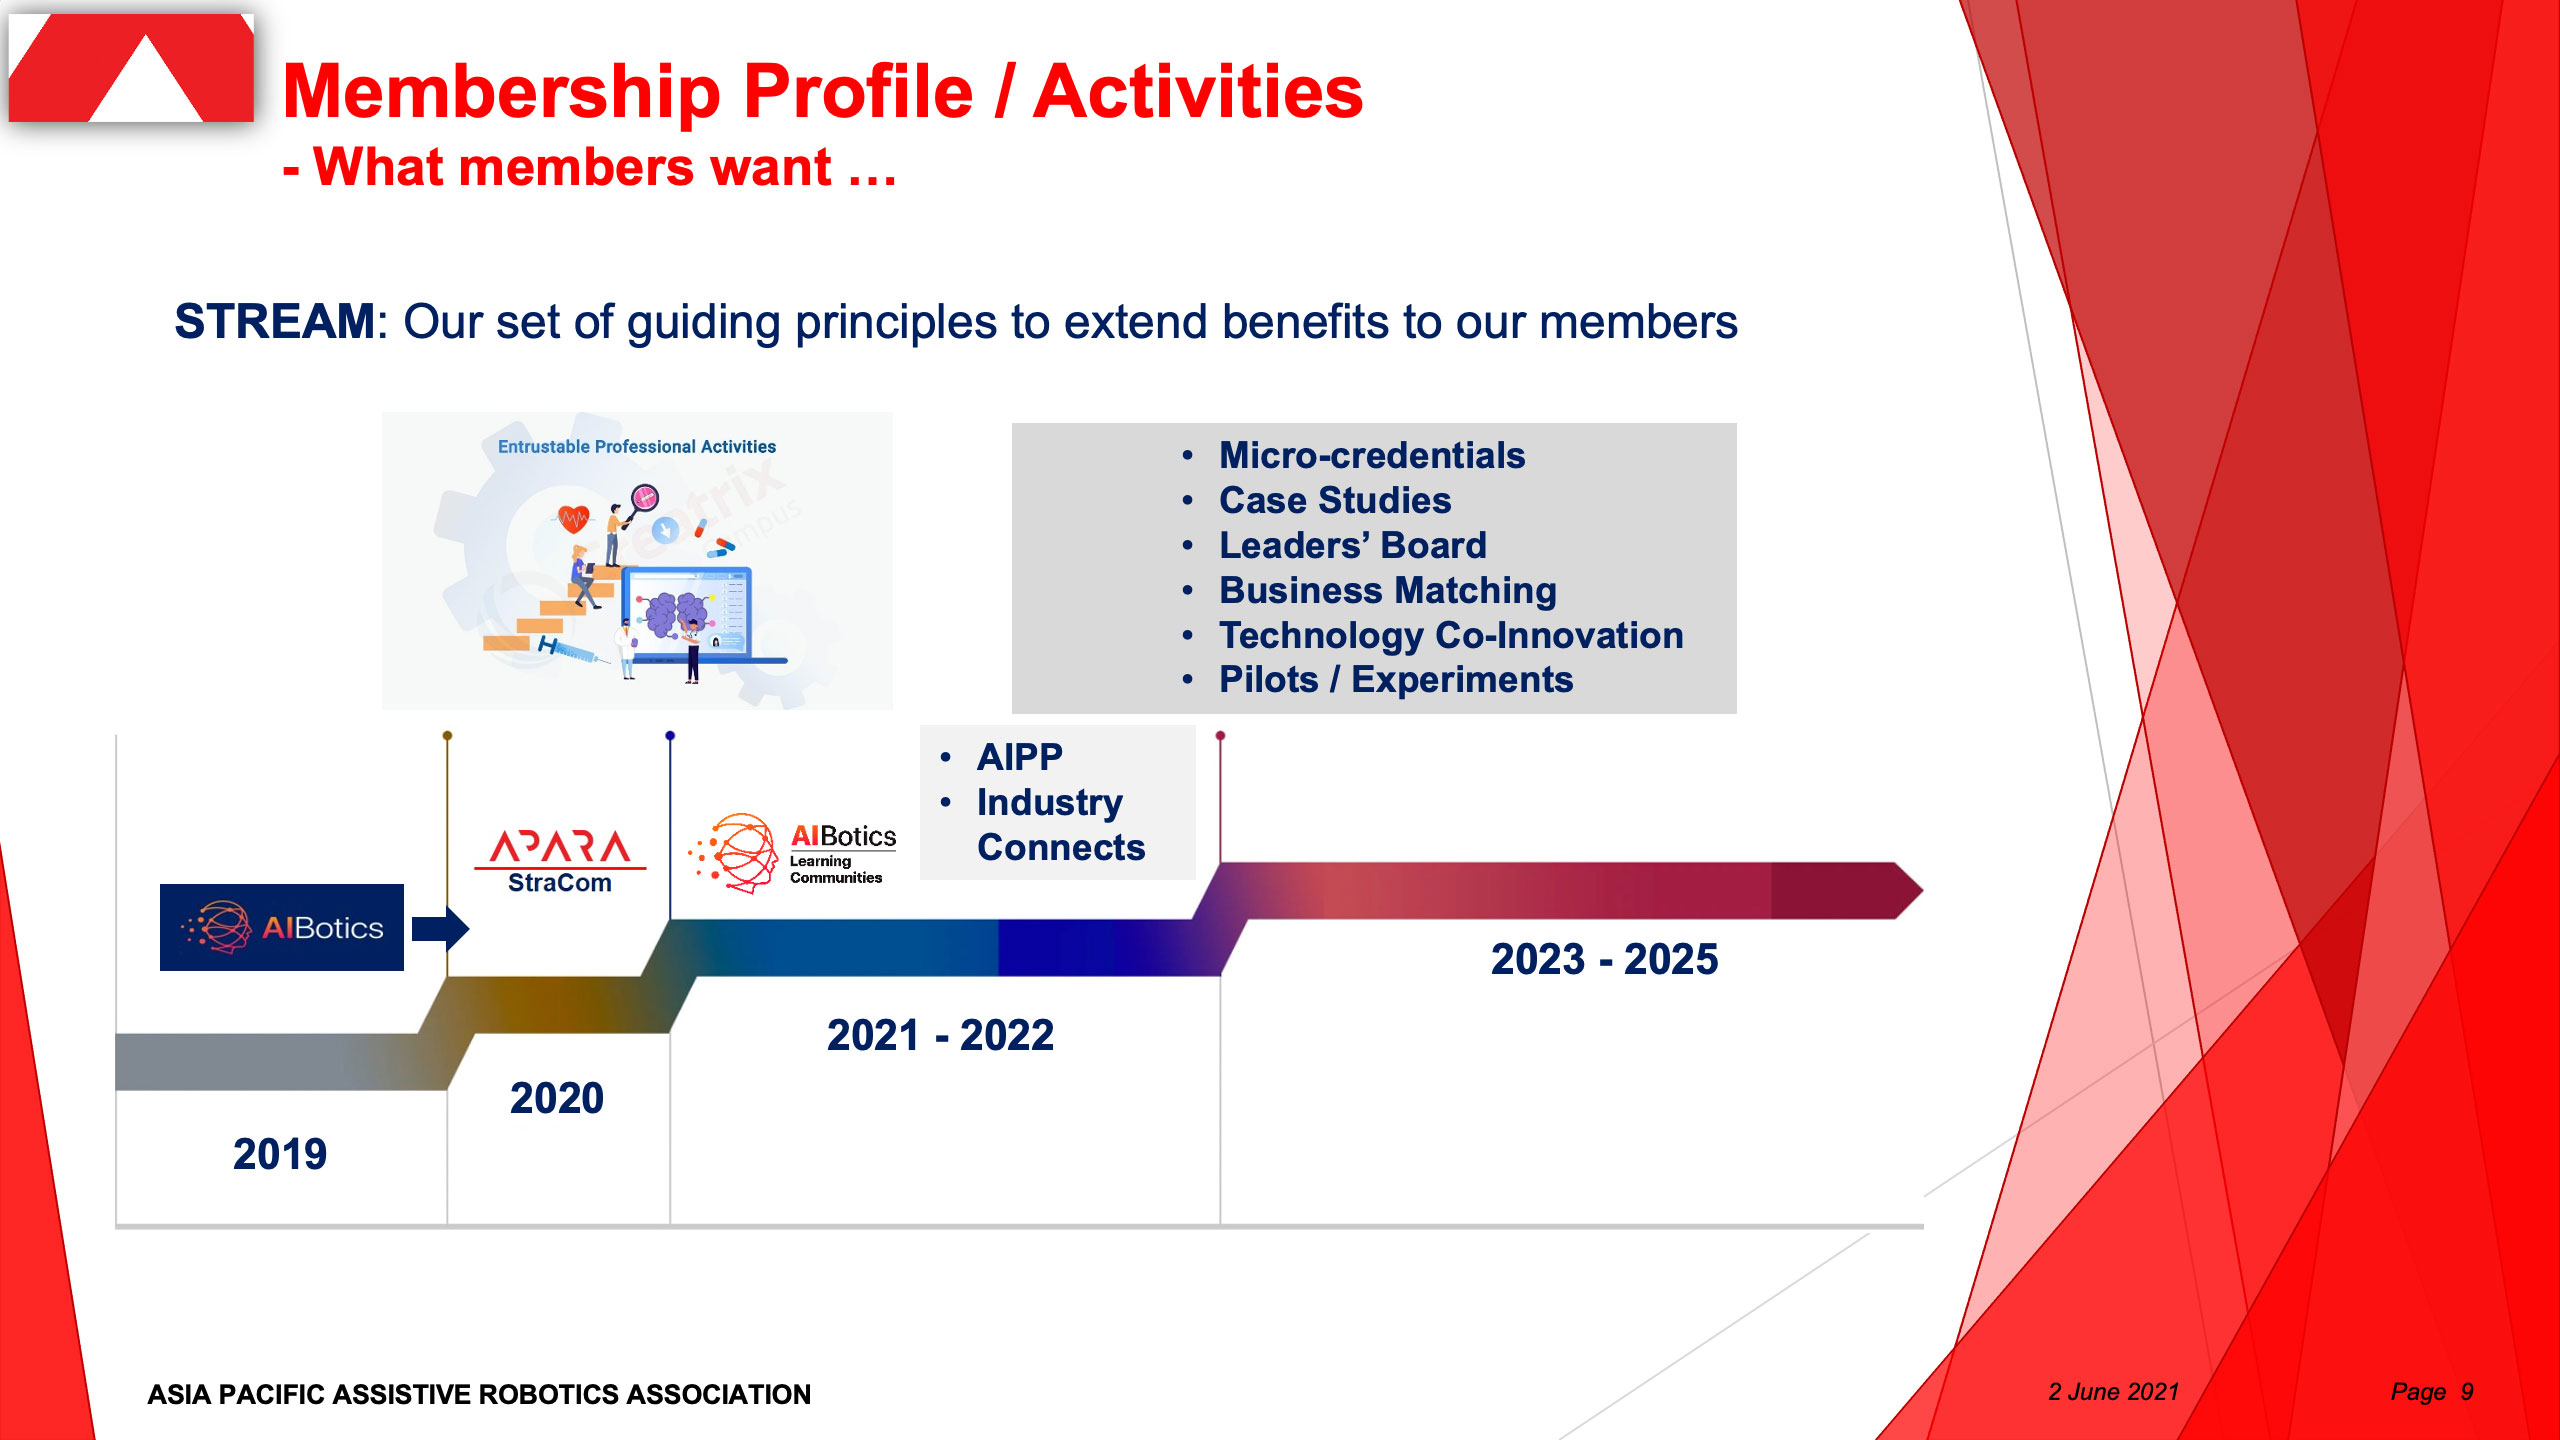 Membership Profile / Activities
- What members want …
STREAM: Our set of guiding principles to extend benefits to our members
Entrustable Professional Activities
• Micro-credentials
• Case Studies
• Leaders’ Board
• Business Matching
• Technology Co-Innovation
• Pilots / Experiments
• AIPP
• Industry
Connects
APARA
StraCom
AIBotics
Learning
Communities
AIBotics
2023 - 2025
2021 - 2022
2020
2019
ASIA PACIFIC ASSISTIVE ROBOTICS ASSOCIATION
2 June 2021
Page 9